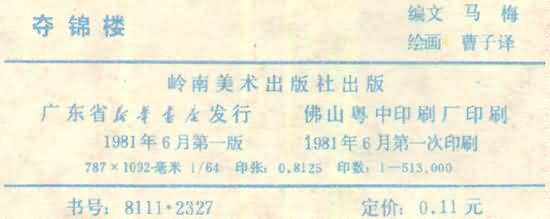 夺锦楼
编文 马梅
绘画 曹子译
岭南美术出版社出版
广东省新华书店发行 佛山粤中印刷厂印刷
1981年6月第一版 1981年6月第一次印刷
787×1092毫米 1/64 印张：0.8125 印数：1—513,000
书号：8111·2327 定价：0.11元